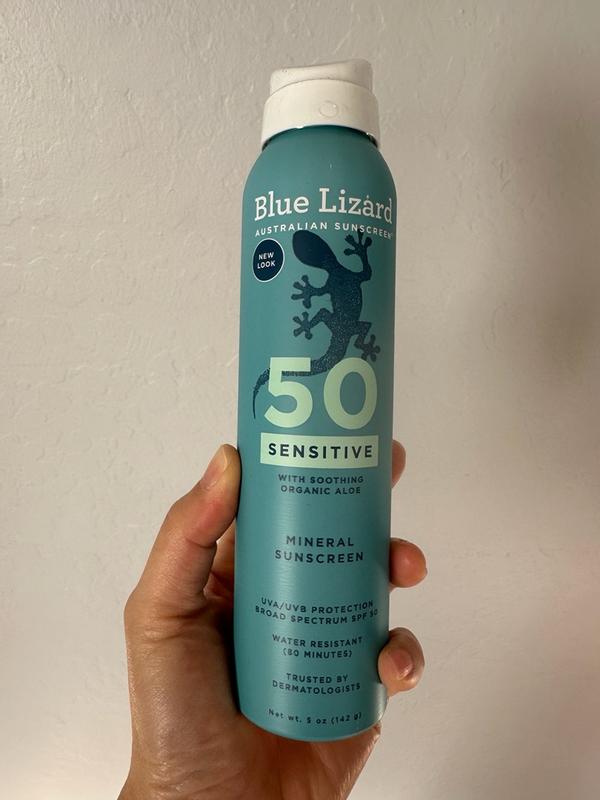 Blue Lizard
AUSTRALIAN SUNSCREEN
NEW
LOOK
50
SENSITIVE
WITH SOOTHING
ORGANIC ALOE
MINERAL
SUNSCREEN
UVA/UVB PROTECTION
BROAD SPECTRUM SPF 50
WATER RESISTANT
(80 MINUTES)
TRUSTED BY
DERMATOLOGISTS
Net wt. 5 oz (142 g)